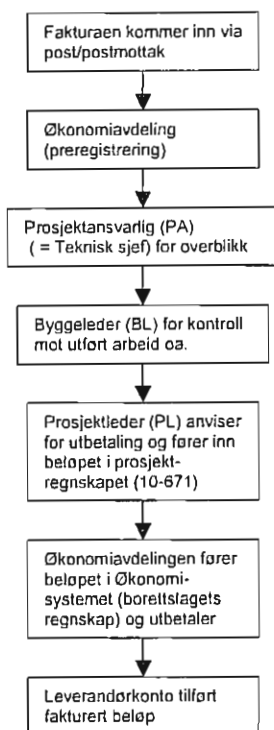 Fakturaen kommer inn via
post/postmottak
Økonomiavdeling
(preregistrering)
Prosjektansvarlig (PA)
( = Teknisk sjef) for overblikk
Byggeleder (BL) for kontroll
mot utført arbeid oa.
Prosjektleder (PL) anviser
for utbetaling og fører inn
beløpet i prosjekt-
regnskapet (10-671)
Økonomiavdelingen fører
beløpet i Økonomi-
systemet (borettslagets
regnskap) og utbetaler
Leverandørkonto tilført
fakturert beløp